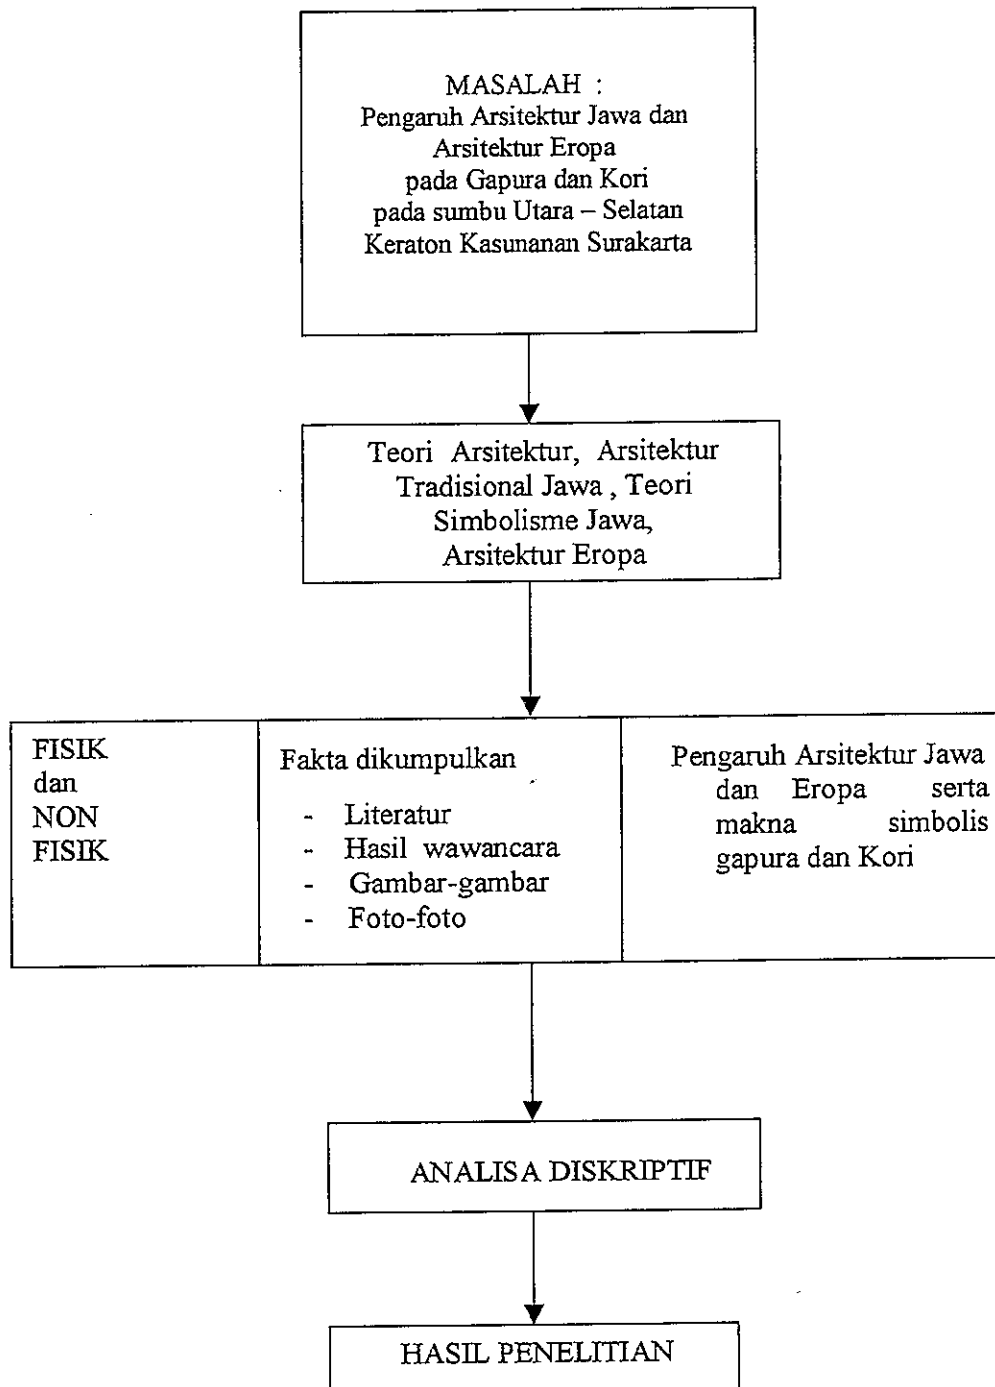 MASALAH :
Pengaruh Arsitektur Jawa dan
Arsitektur Eropa
pada Gapura dan Kori
pada sumbu Utara – Selatan
Keraton Kasunanan Surakarta
Teori Arsitektur, Arsitektur
Tradisional Jawa , Teori
Simbolisme Jawa,
Arsitektur Eropa
FISIK
dan
NON
FISIK
Fakta dikumpulkan
- Literatur
- Hasil wawancara
- Gambar-gambar
- Foto-foto
Pengaruh Arsitektur Jawa
dan Eropa serta
makna simbolis
gapura dan Kori
ANALISA DISKRIPTIF
HASIL PENELITIAN